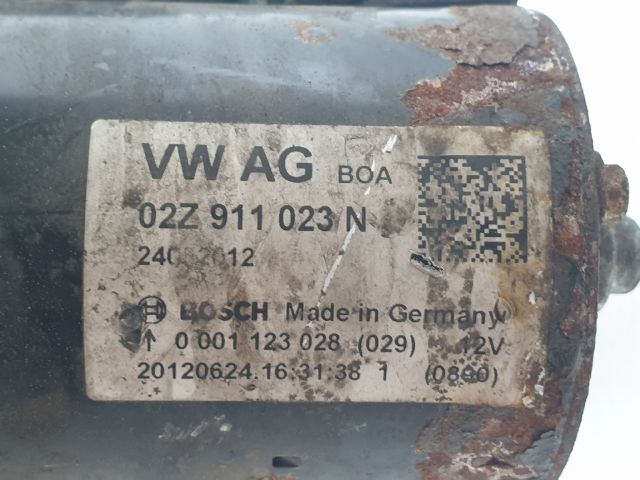 VW AG BOA
02Z 911 023 N
BOSCH Made in Germany
↑ 0 001 123 028 (029) 12V
20120624 16:31:38 1 (0890)